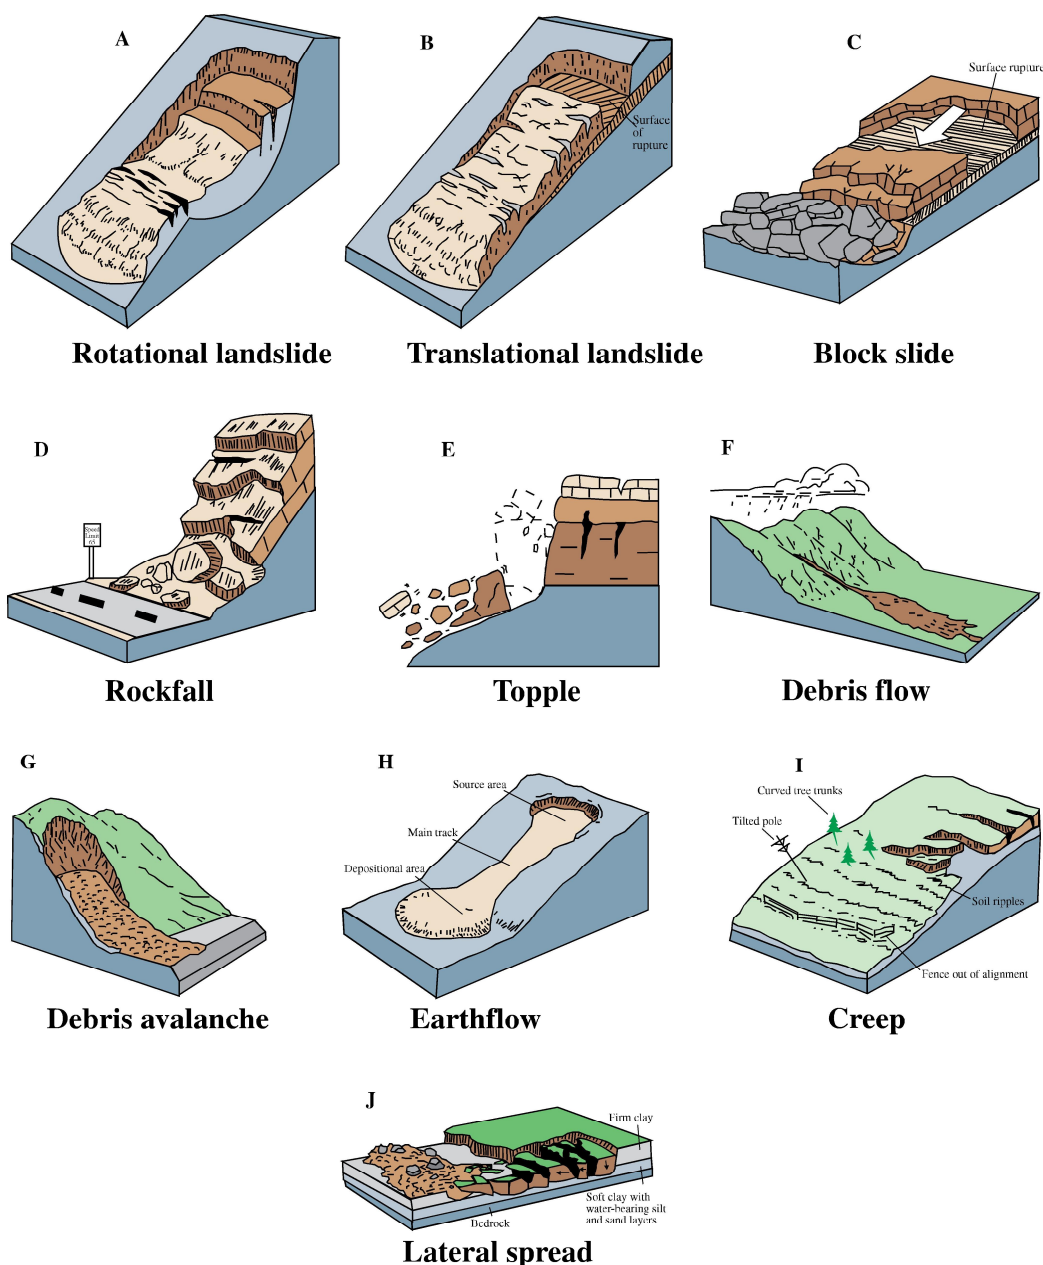 A
B
C
Surface rupture
Surface
of
rupture
Toe
Rotational landslide
Translational landslide
Block slide
D
E
F
Speed
Limit
65
Rockfall
Topple
Debris flow
G
H
I
Source area
Main track
Depositional area
Curved tree trunks
Tilted pole
Soil ripples
Fence out of alignment
Debris avalanche
Earthflow
Creep
J
Firm clay
Soft clay with
water-bearing silt
and sand layers
Bedrock
Lateral spread